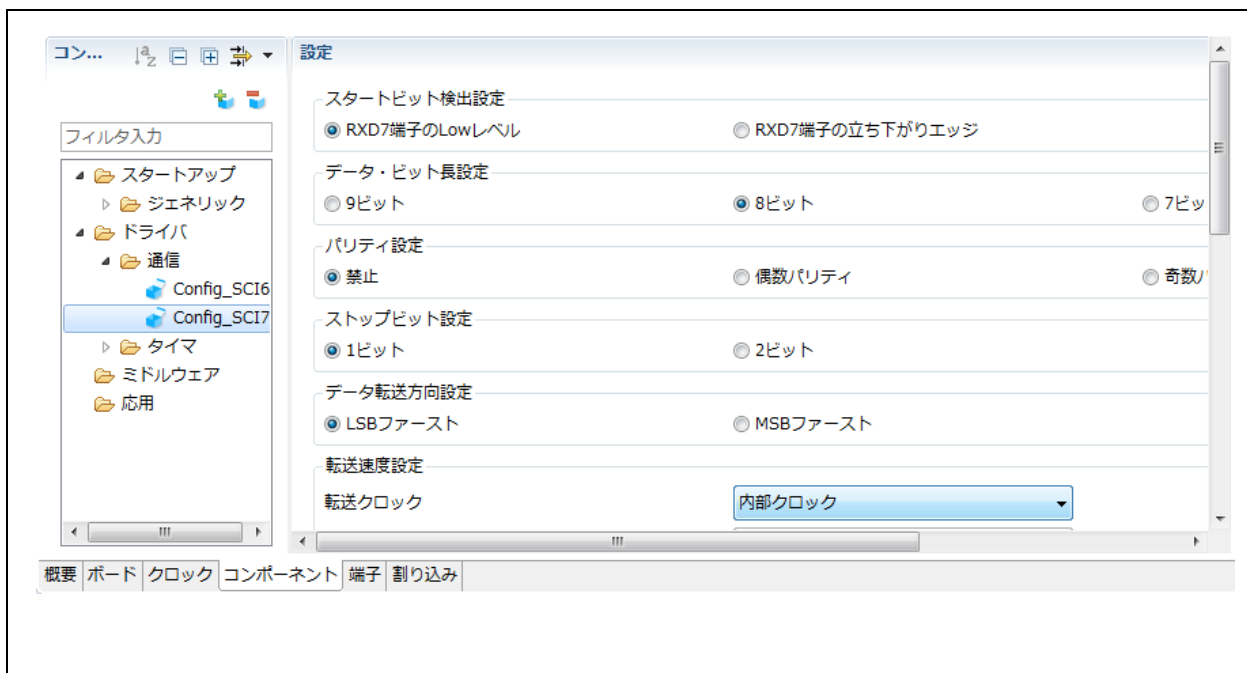 コン...
設定
フィルタ入力
スタートアップ
ジェネリック
ドライバ
通信
Config_SCI6
Config_SCI7
タイマ
ミドルウェア
応用
スタートビット検出設定
RXD7端子のLowレベル RXD7端子の立ち下がりエッジ
データ・ビット長設定
9ビット 8ビット 7ビッ
パリティ設定
禁止 偶数パリティ 奇数
ストップビット設定
1ビット 2ビット
データ転送方向設定
LSBファースト MSBファースト
転送速度設定
転送クロック 内部クロック
概要 ボード クロック コンポーネント 端子 割り込み